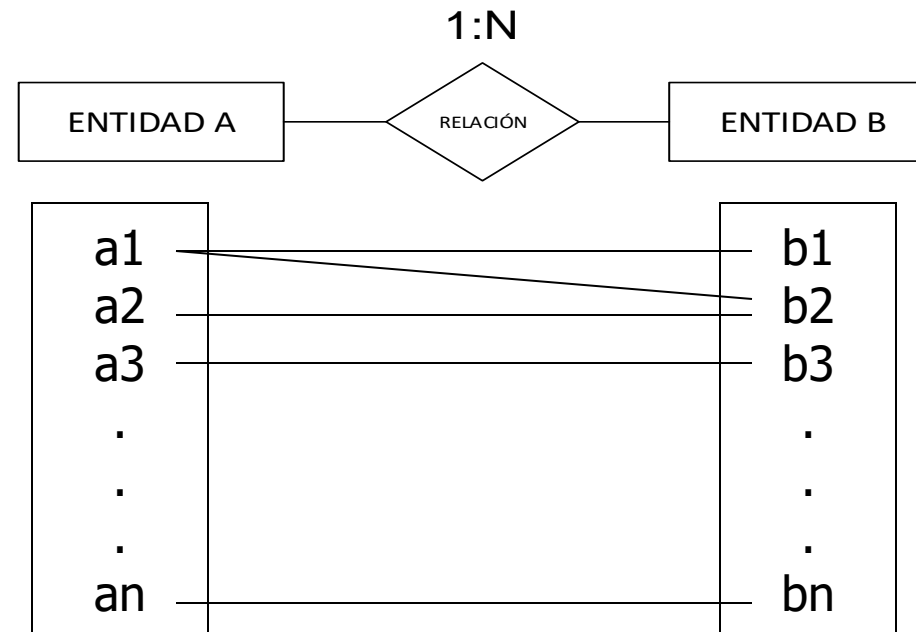 1:N
ENTIDAD A
RELACIÓN
ENTIDAD B
a1
a2
a3
.
.
.
an
b1
b2
b3
.
.
.
bn